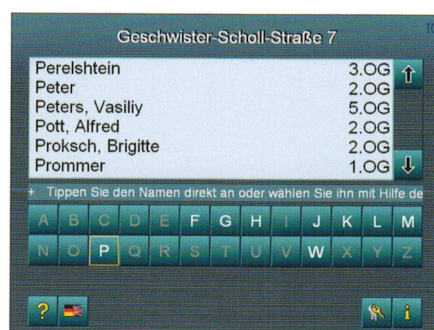 Geschwister-Scholl-Straße 7
Perelshtein 3.OG
Peter 2.OG
Peters, Vasiliy 5.OG
Pott, Alfred 2.OG
Proksch, Brigitte 2.OG
Prommer 1.OG
+ Tippen Sie den Namen direkt an oder wählen Sie ihn mit Hilfe de
A B C D E F G H I J K L M
N O P Q R S T U V W X Y Z
? i